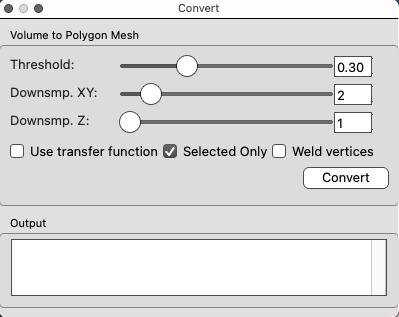 Convert
Volume to Polygon Mesh
Threshold: 0.30
Downsmp. XY: 2
Downsmp. Z: 1
Use transfer function Selected Only Weld vertices
Convert
Output